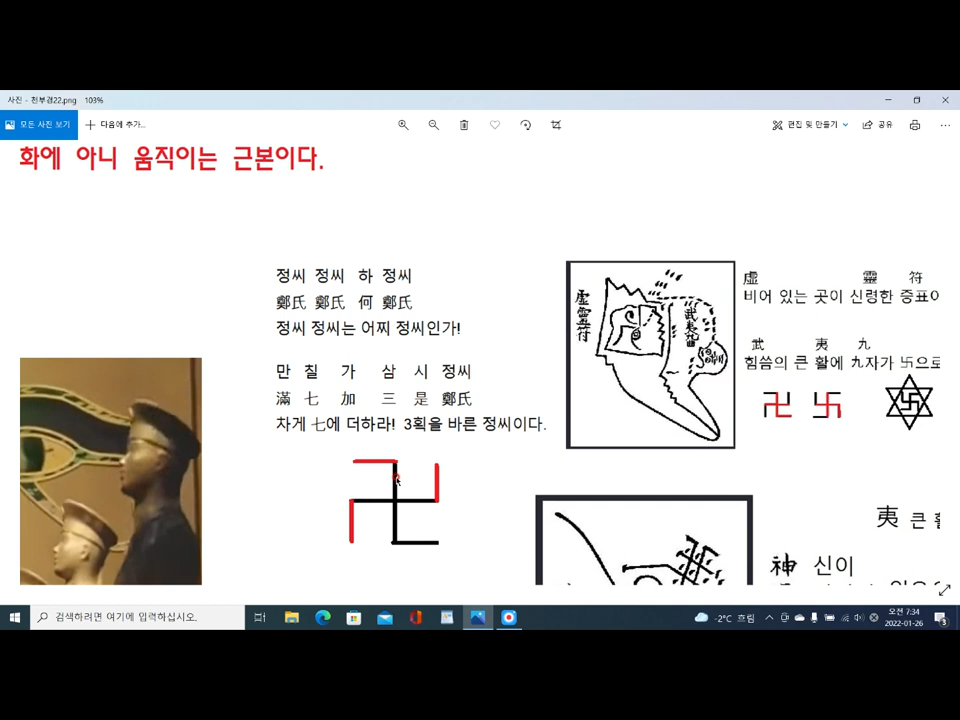 사진 - 천부경22.png 103%
모든 사진 보기 다음에 추가... 편집 및 만들기 공유
화에 아니 움직이는 근본이다.
정씨 정씨 하 정씨
鄭氏 鄭氏 何 鄭氏
정씨 정씨는 어찌 정씨인가!
만 칠 가 삼 시 정씨
滿 七 加 三 是 鄭氏
차게 七에 더하라! 3획을 바른 정씨이다.
虛靈符
武夷九曲
虛 靈 符
비어 있는 곳이 신령한 증표이
武 夷 九
힘씀의 큰 활에 九자가 卐으로
卍 卐
夷 큰
神 신이
검색하려면 여기에 입력하십시오.
-2°C 흐림
오전 7:34
2022-01-26
3